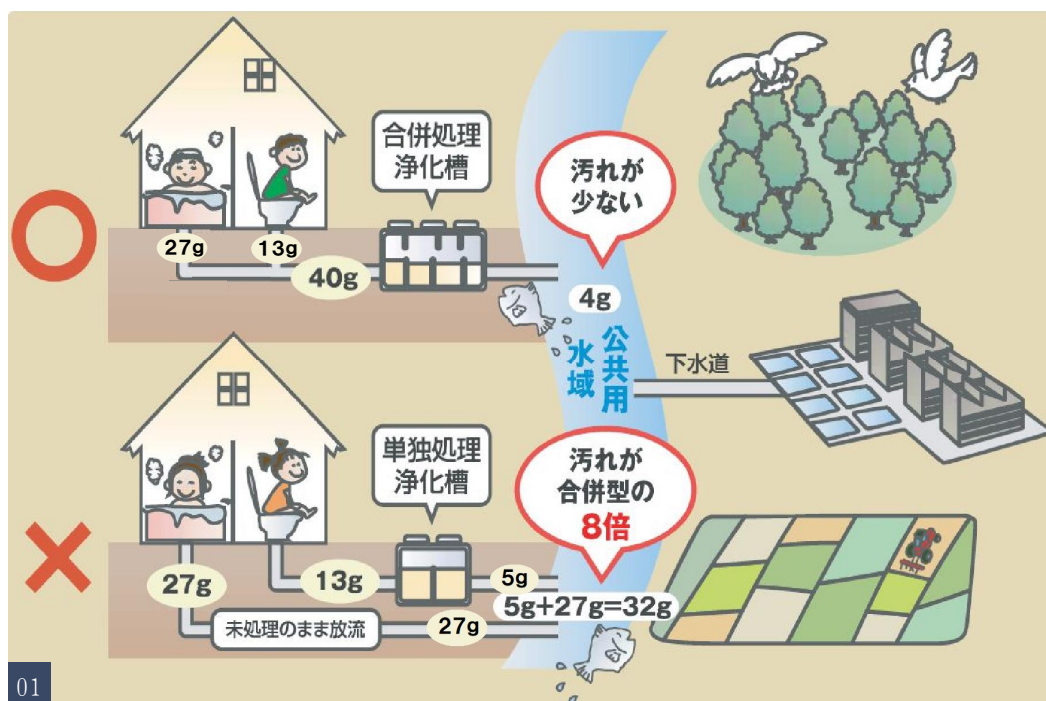 合併処理
浄化槽
汚れが
少ない
27g
13g
40g
4g
公共用
水域
下水道
単独処理
浄化槽
汚れが
合併型の
8倍
27g
13g
5g
5g+27g=32g
未処理のまま放流
27g
01